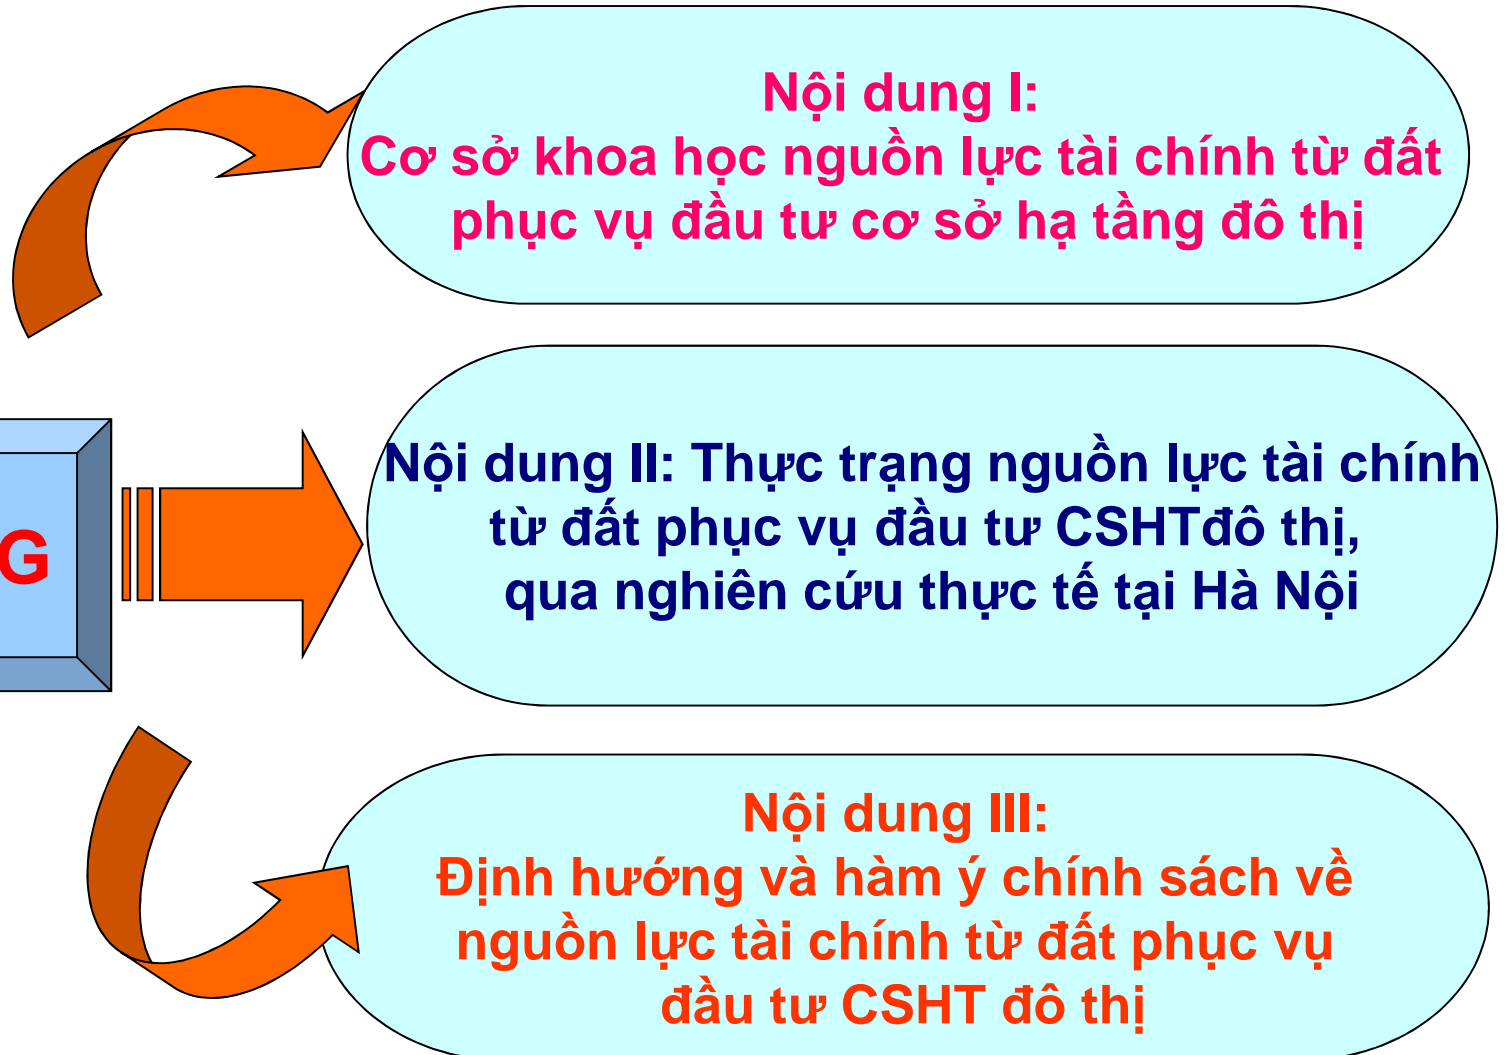 Nội dung I:
Cơ sở khoa học nguồn lực tài chính từ đất
phục vụ đầu tư cơ sở hạ tầng đô thị
Nội dung II: Thực trạng nguồn lực tài chính
từ đất phục vụ đầu tư CSHTđô thị,
G
qua nghiên cứu thực tế tại Hà Nội
Nội dung III:
Định hướng và hàm ý chính sách về
nguồn lực tài chính từ đất phục vụ
đầu tư CSHT đô thị